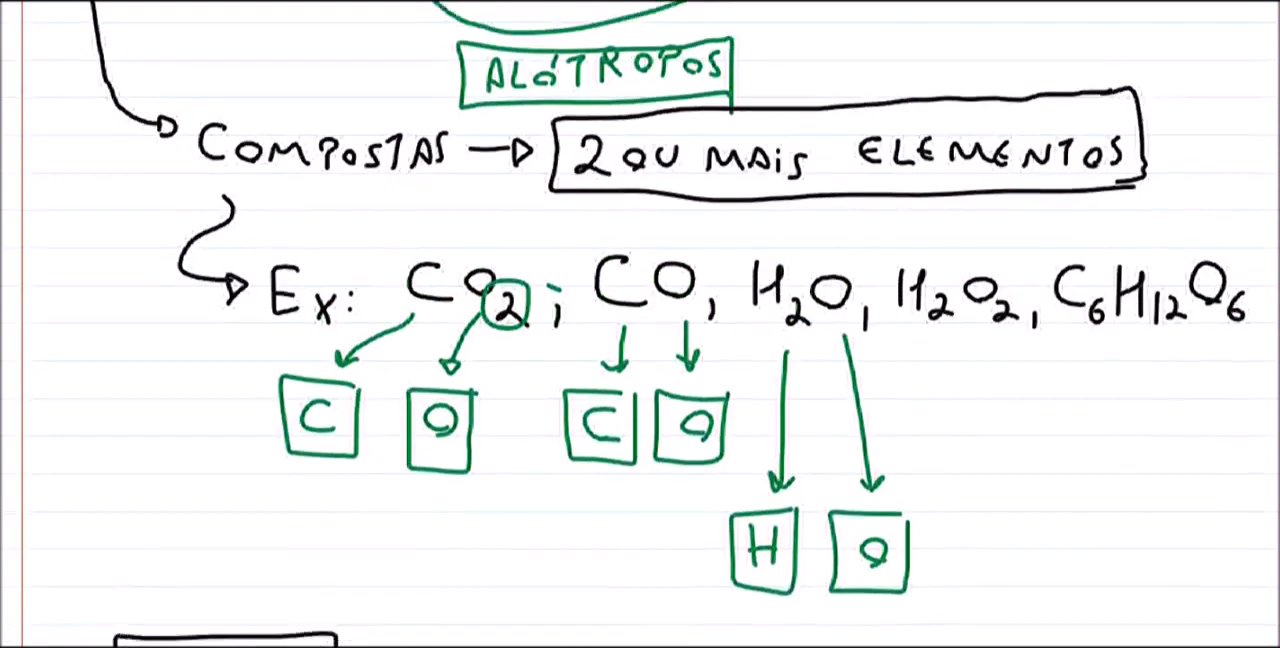 ALÓTROPOS
COMPOSTAS → 2 OU MAIS ELEMENTOS
Ex: CO₂; CO, H₂O, H₂O₂, C₆H₁₂O₆
C O C O
H O